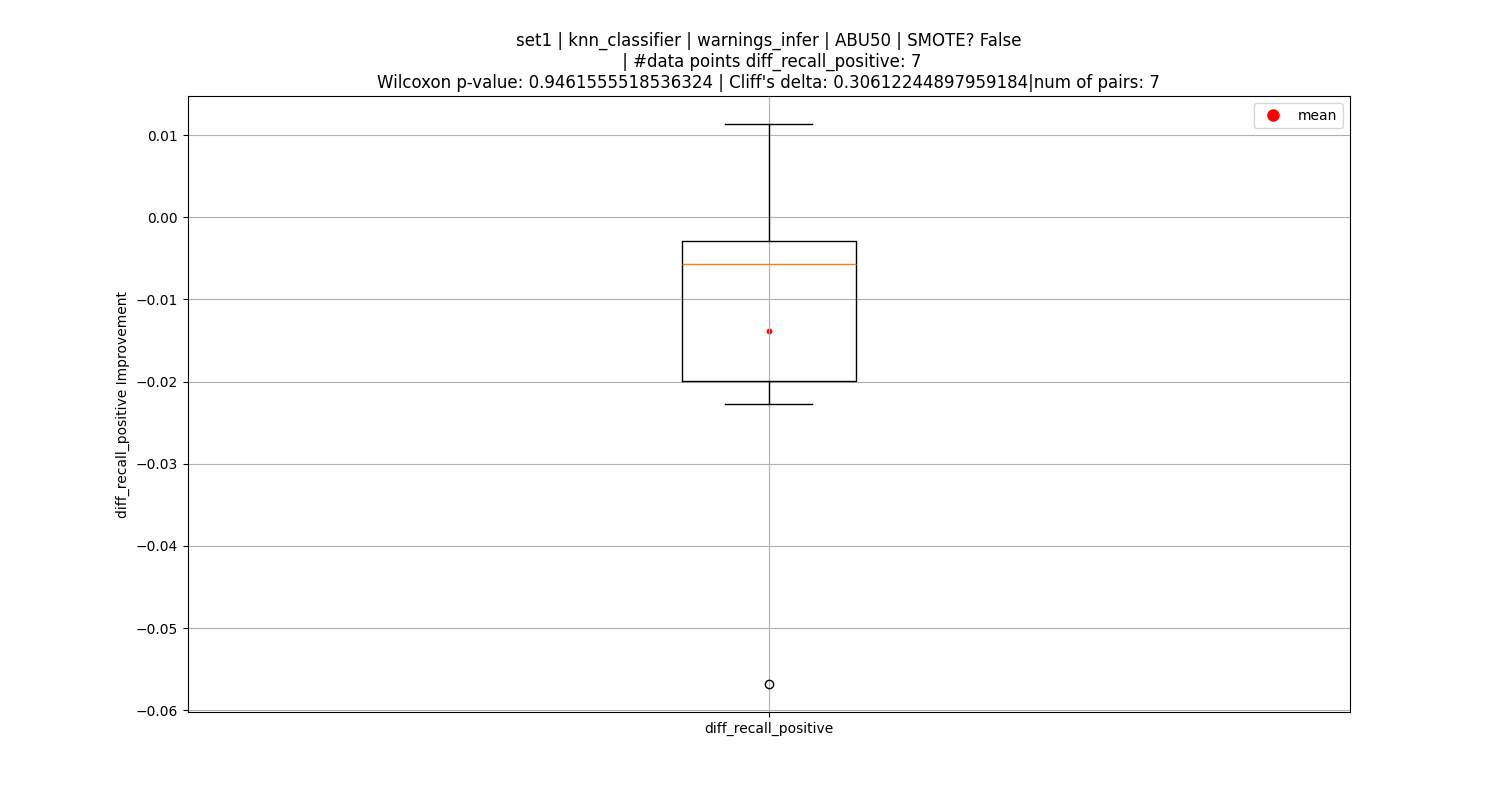 set1 | knn_classifier | warnings_infer | ABU50 | SMOTE? False
| #data points diff_recall_positive: 7
Wilcoxon p-value: 0.9461555518536324 | Cliff's delta: 0.30612244897959184|num of pairs: 7
mean
0.01
0.00
−0.01
−0.02
−0.03
−0.04
−0.05
−0.06
diff_recall_positive Improvement
diff_recall_positive